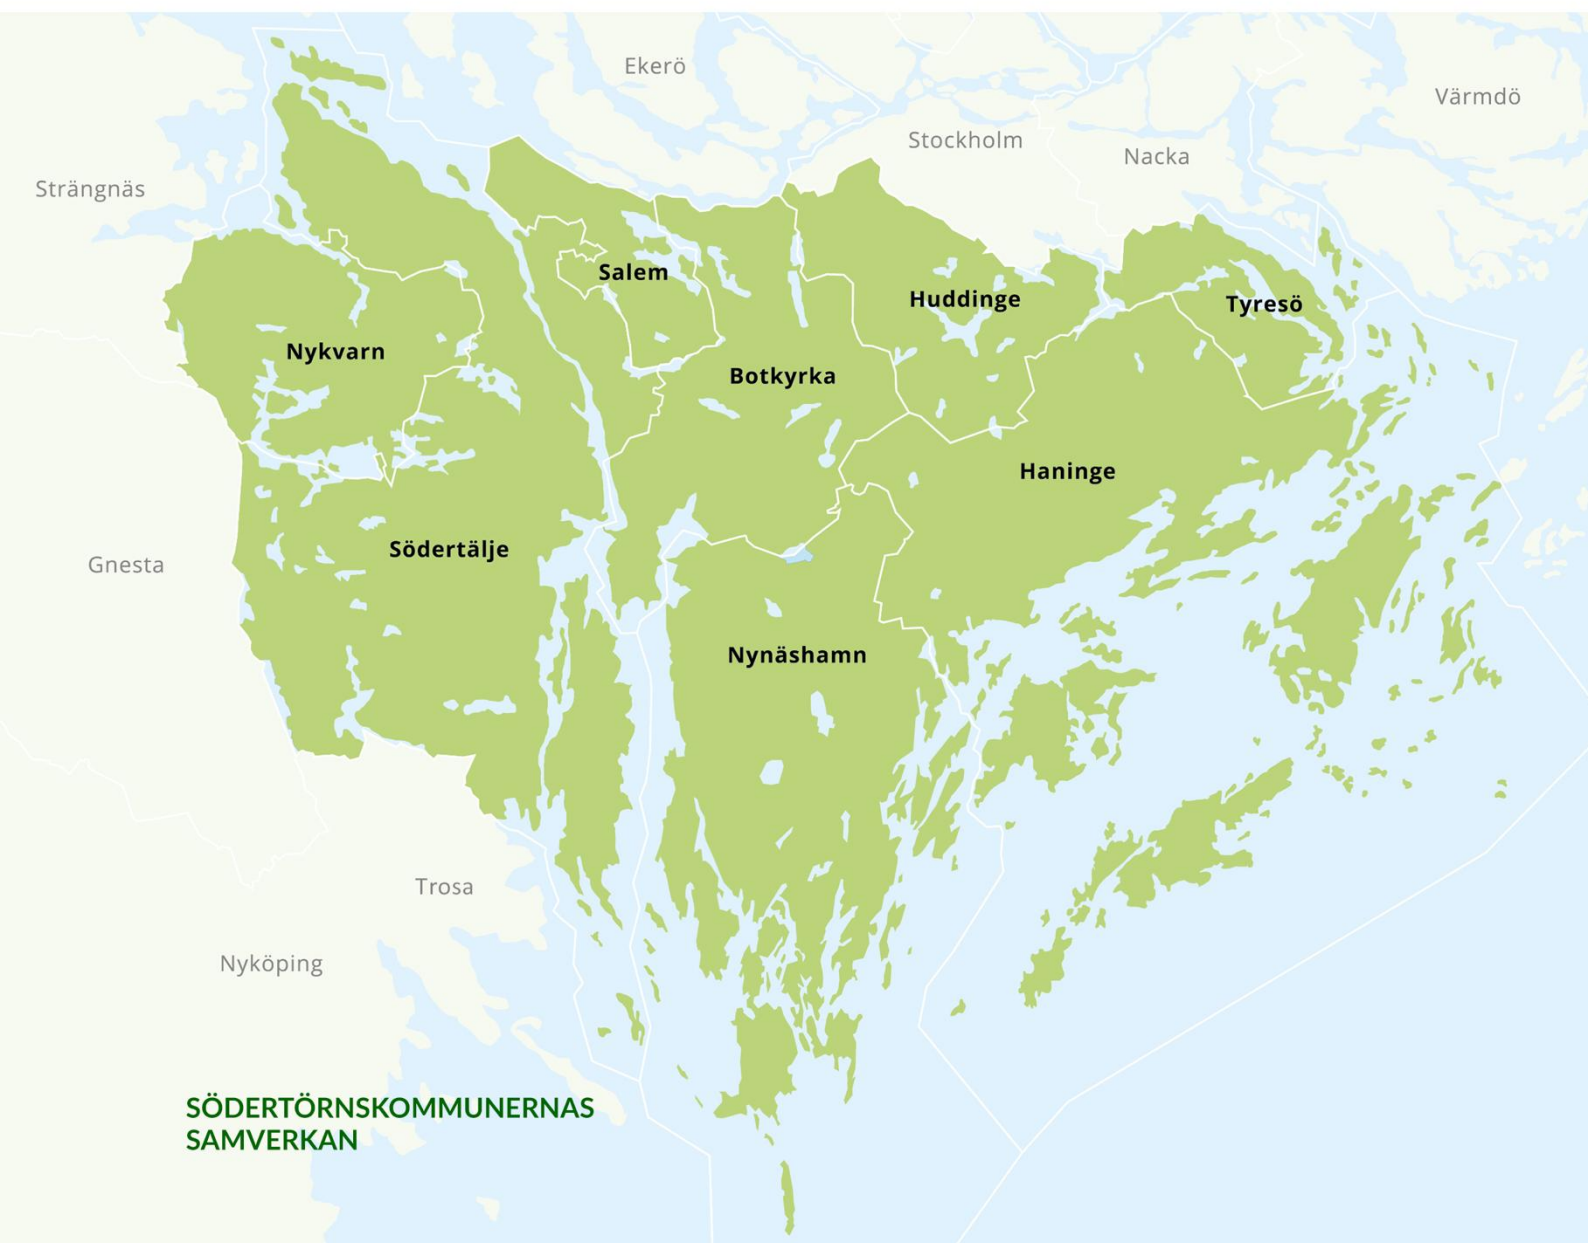 Ekerö
Värmdö
Stockholm
Nacka
Strängnäs
Salem
Huddinge
Tyresö
Nykvarn
Botkyrka
Haninge
Södertälje
Gnesta
Nynäshamn
Trosa
Nyköping
SÖDERTÖRNSKOMMUNERNAS
SAMVERKAN